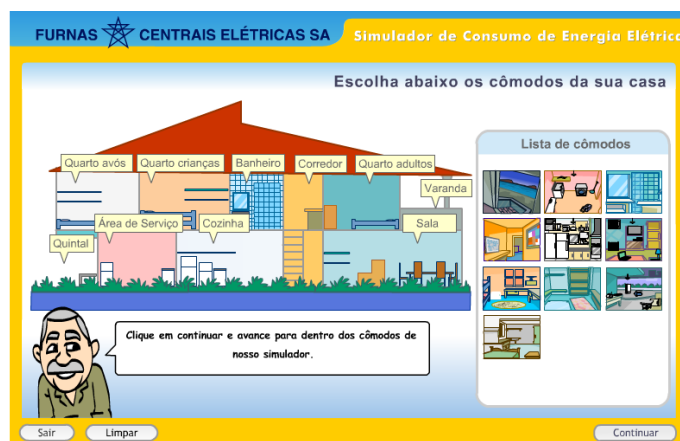 FURNAS CENTRAIS ELÉTRICAS SA
Simulador de Consumo de Energia Elétric
Escolha abaixo os cômodos da sua casa
Lista de cômodos
Quarto avós
Quarto crianças
Banheiro
Corredor
Quarto adultos
Varanda
Área de Serviço
Cozinha
Sala
Quintal
Clique em continuar e avance para dentro dos cômodos de
nosso simulador.
Sair
Limpar
Continuar